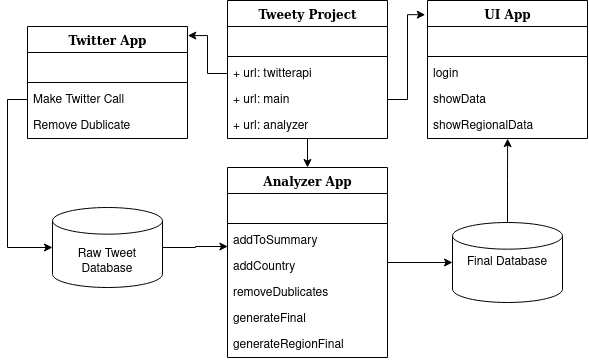 Twitter App
Make Twitter Call
Remove Dublicate
Tweety Project
+ url: twitterapi
+ url: main
+ url: analyzer
UI App
login
showData
showRegionalData
Raw Tweet
Database
Analyzer App
addToSummary
addCountry
removeDublicates
generateFinal
generateRegionFinal
Final Database